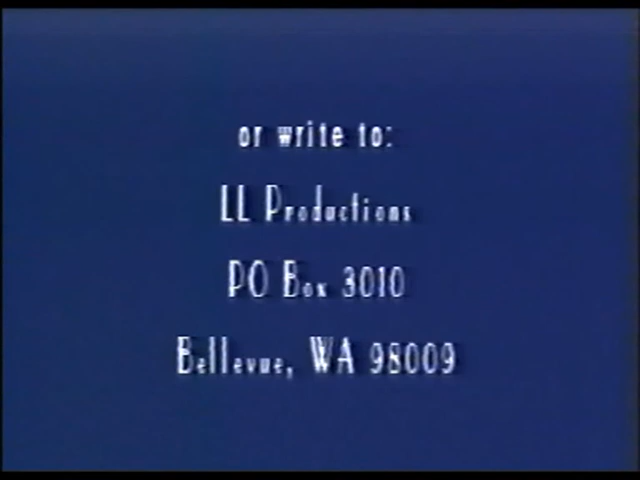 or write to:
LL Productions
PO Box 3010
Bellevue, WA 98009